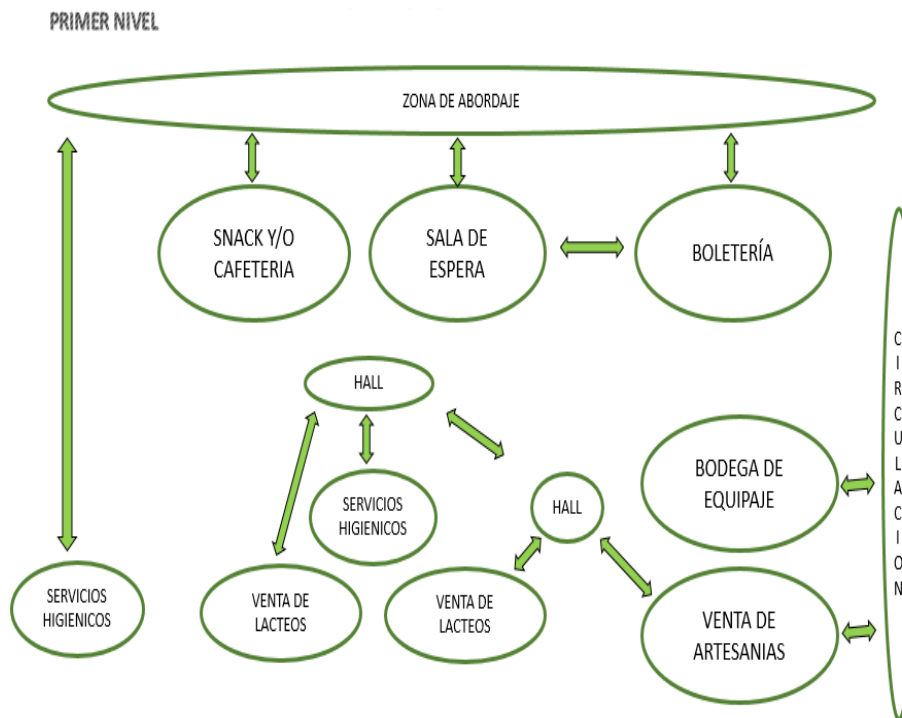 PRIMER NIVEL
ZONA DE ABORDAJE
SNACK Y/O
CAFETERIA
SALA DE
ESPERA
BOLETERÍA
HALL
BODEGA DE
EQUIPAJE
SERVICIOS
HIGIENICOS
HALL
SERVICIOS
HIGIENICOS
VENTA DE
LACTEOS
VENTA DE
LACTEOS
VENTA DE
ARTESANIAS
C
I
R
C
U
L
A
C
I
O
N